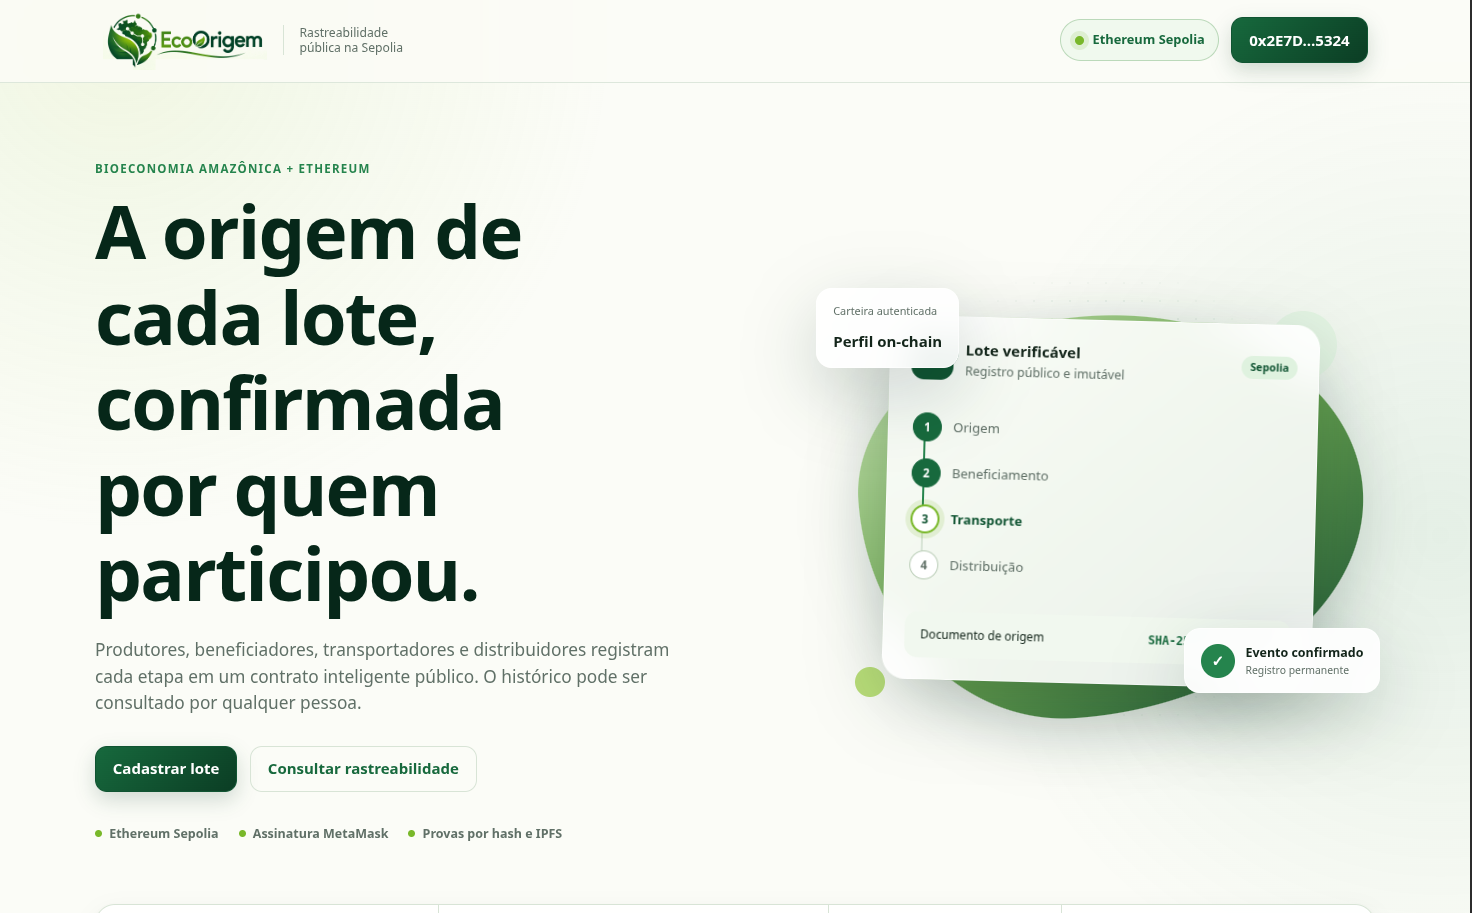 EcoOrigem
Rastreabilidade
pública na Sepolia
Ethereum Sepolia
0x2E7D...5324
BIOECONOMIA AMAZÔNICA + ETHEREUM
A origem de
cada lote,
confirmada
por quem
participou.
Produtores, beneficiadores, transportadores e distribuidores registram
cada etapa em um contrato inteligente público. O histórico pode ser
consultado por qualquer pessoa.
Cadastrar lote
Consultar rastreabilidade
Ethereum Sepolia
Assinatura MetaMask
Provas por hash e IPFS
Carteira autenticada
Perfil on-chain
Lote verificável
Registro público e imutável
Sepolia
1 Origem
2 Beneficiamento
3 Transporte
4 Distribuição
Documento de origem
Evento confirmado
Registro permanente